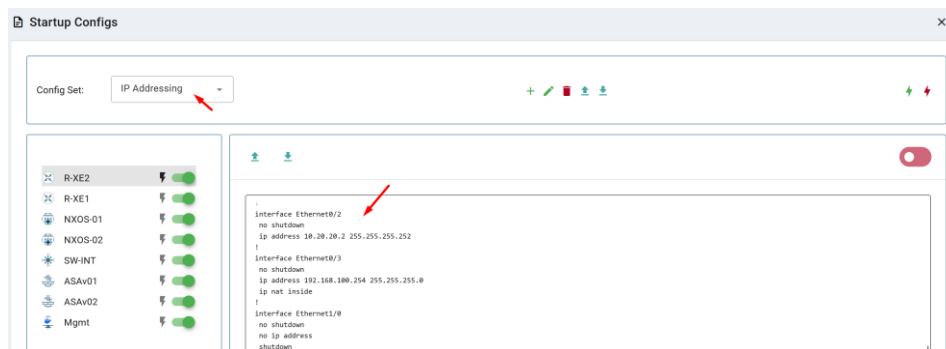 Startup Configs
Config Set:
IP Addressing
R-XE2
R-XE1
NXOS-01
NXOS-02
SW-INT
ASAv01
ASAv02
Mgmt
!
interface Ethernet0/2
no shutdown
ip address 10.20.20.2 255.255.255.252
!
interface Ethernet0/3
no shutdown
ip address 192.168.100.254 255.255.255.0
ip nat inside
!
interface Ethernet1/0
no shutdown
no ip address
shutdown